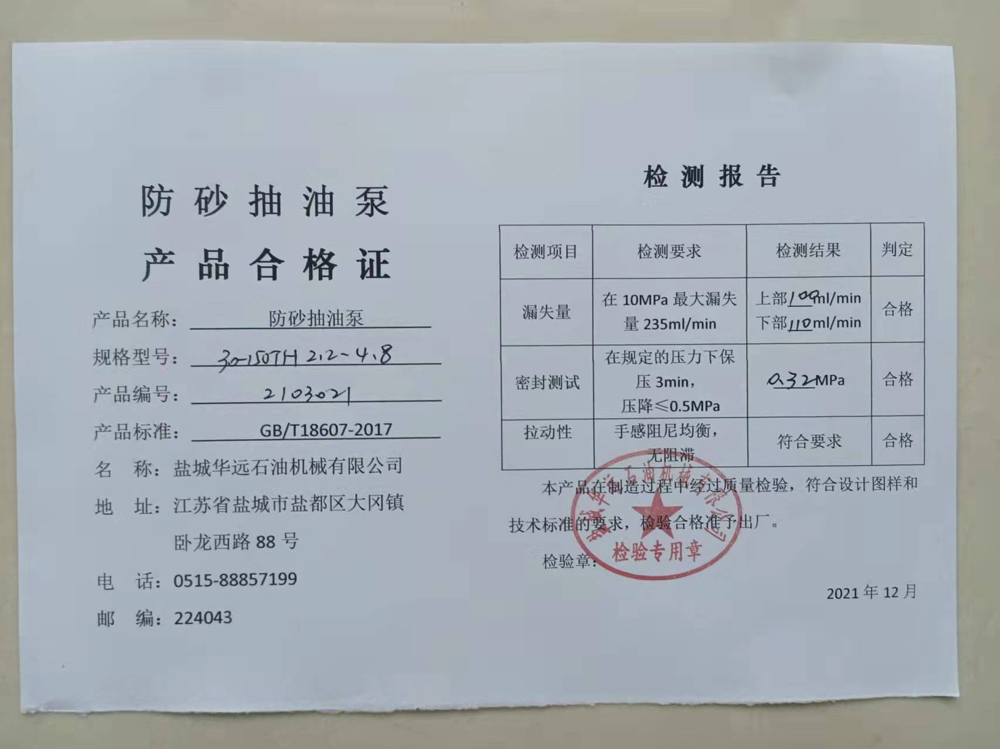 防砂抽油泵
产品合格证
产品名称：防砂抽油泵
规格型号：30-150TH 2.2-4.8
产品编号：2103021
产品标准：GB/T18607-2017
名 称：盐城华远石油机械有限公司
地 址：江苏省盐城市盐都区大冈镇
卧龙西路 88 号
电 话：0515-88857199
邮 编：224043
检测报告
检测项目 检测要求 检测结果 判定
漏失量 在 10MPa 最大漏失量 235ml/min 上部100ml/min 下部110ml/min 合格
密封测试 在规定的压力下保压 3min，压降≤0.5MPa 0.32MPa 合格
拉动性 手感阻尼均衡，无阻滞 符合要求 合格
本产品在制造过程中经过质量检验，符合设计图样和
技术标准的要求，检验合格准予出厂。
检验章：
盐城华远石油机械有限公司
检验专用章
2021 年 12 月